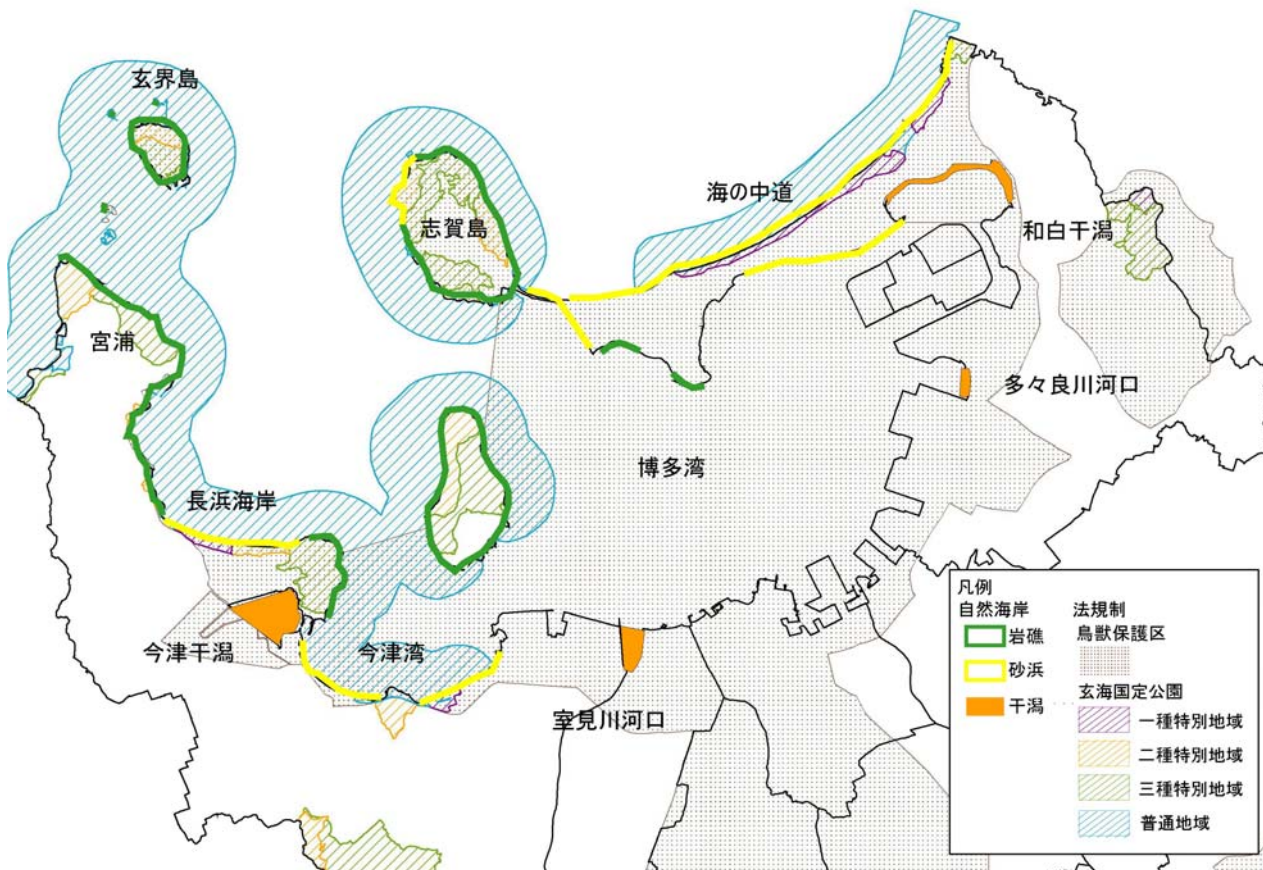 玄界島
海の中道
志賀島
和白干潟
宮浦
多々良川河口
博多湾
長浜海岸
今津干潟
今津湾
室見川河口
凡例
自然海岸
岩礁
砂浜
干潟
法規制
鳥獣保護区
玄海国定公園
一種特別地域
二種特別地域
三種特別地域
普通地域